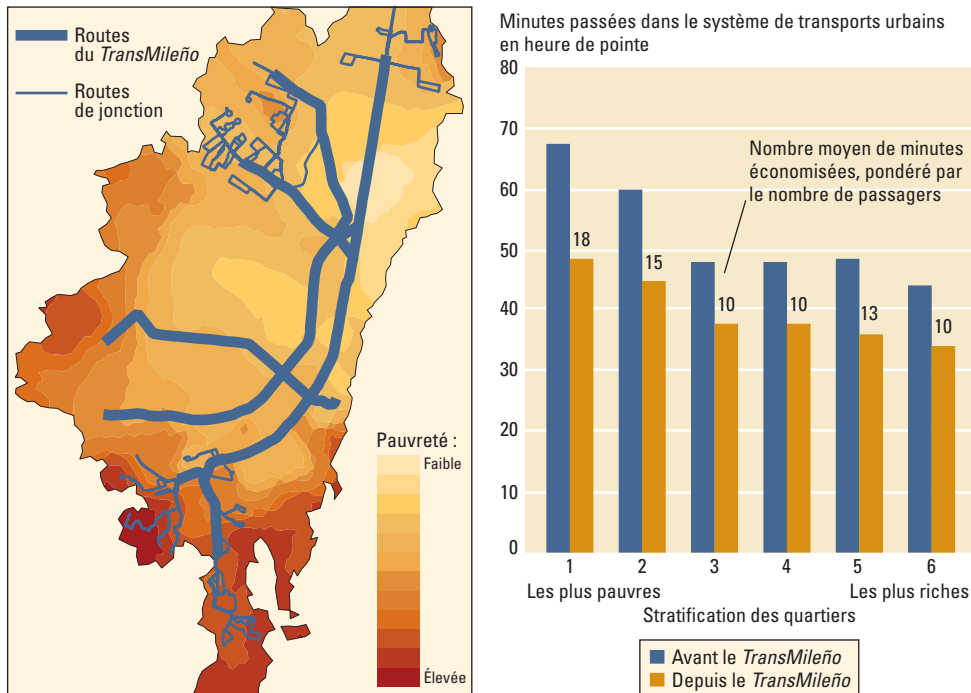 Routes
du TransMileño
Routes
de jonction
Pauvreté :
Faible
Élevée
Minutes passées dans le système de transports urbains
en heure de pointe
80
70
60
50
40
30
20
10
0
Nombre moyen de minutes
économisées, pondéré par
le nombre de passagers
18
15
10
10
13
10
1 2 3 4 5 6
Les plus pauvres Les plus riches
Stratification des quartiers
Avant le TransMileño
Depuis le TransMileño